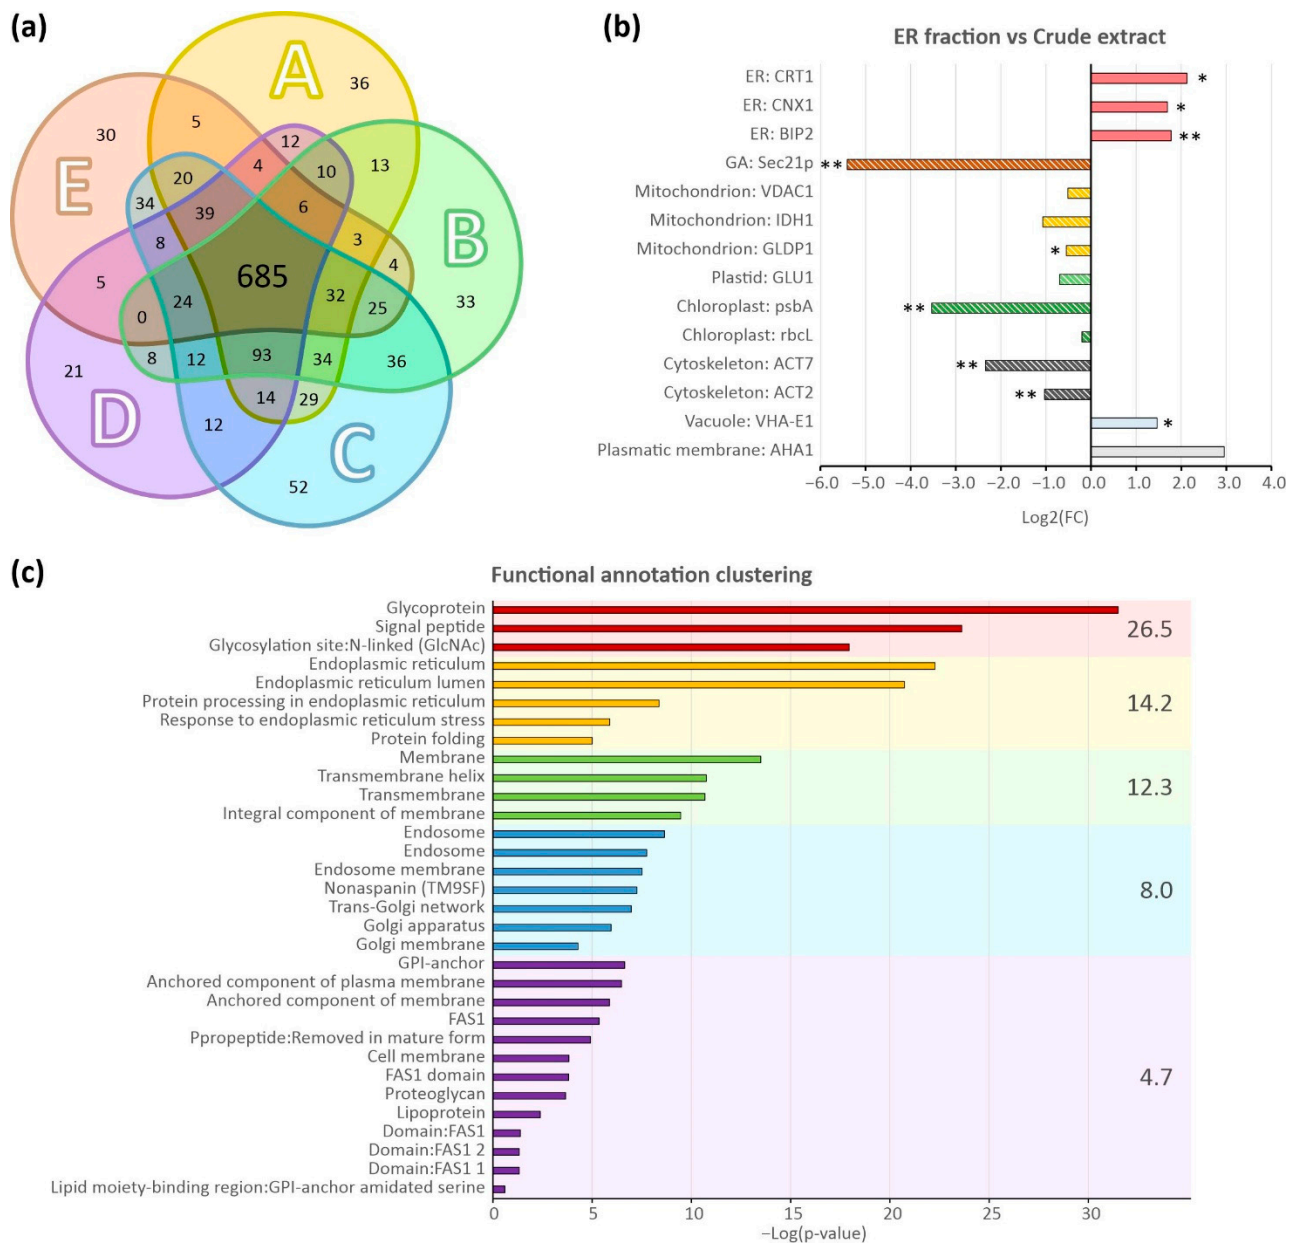 (a)
A
36
5
30
12
4
10
13
E
20
34
39
6
B
8
3
4
685
5
24
32
33
0
25
8
12
93
34
36
21
D
14
29
12
C
52
(b)
ER fraction vs Crude extract
ER: CRT1 *
ER: CNX1 *
ER: BIP2 **
GA: Sec21p **
Mitochondrion: VDAC1
Mitochondrion: IDH1
Mitochondrion: GLDP1 *
Plastid: GLU1
Chloroplast: psbA **
Chloroplast: rbcL
Cytoskeleton: ACT7 **
Cytoskeleton: ACT2 **
Vacuole: VHA-E1 *
Plasmatic membrane: AHA1
−6.0 −5.0 −4.0 −3.0 −2.0 −1.0 0.0 1.0 2.0 3.0 4.0
Log2(FC)
(c)
Functional annotation clustering
Glycoprotein
Signal peptide
26.5
Glycosylation site:N-linked (GlcNAc)
Endoplasmic reticulum
Endoplasmic reticulum lumen
Protein processing in endoplasmic reticulum
14.2
Response to endoplasmic reticulum stress
Protein folding
Membrane
Transmembrane helix
12.3
Transmembrane
Integral component of membrane
Endosome
Endosome
Endosome membrane
Nonaspanin (TM9SF)
8.0
Trans-Golgi network
Golgi apparatus
Golgi membrane
GPI-anchor
Anchored component of plasma membrane
Anchored component of membrane
FAS1
Ppropeptide:Removed in mature form
Cell membrane
FAS1 domain
4.7
Proteoglycan
Lipoprotein
Domain:FAS1
Domain:FAS1 2
Domain:FAS1 1
Lipid moiety-binding region:GPI-anchor amidated serine
0 5 10 15 20 25 30
−Log(p-value)